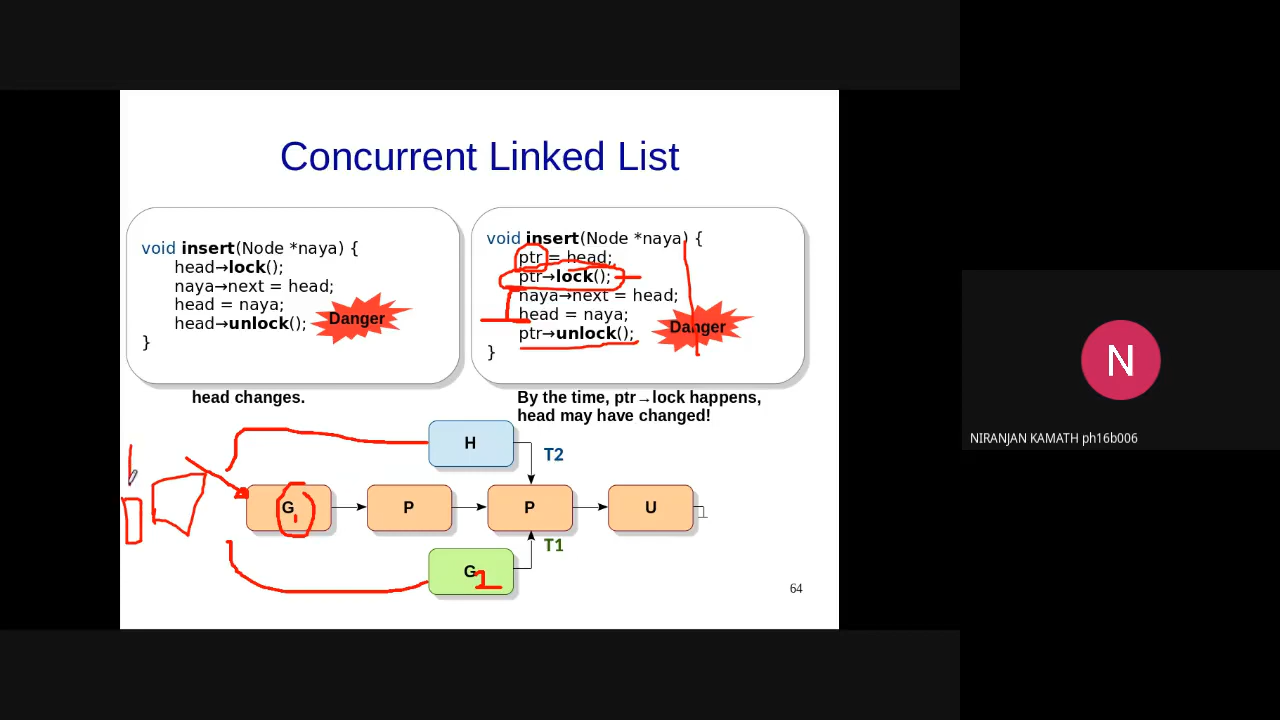 Concurrent Linked List
void insert(Node *naya) {
head→lock();
naya→next = head;
head = naya;
head→unlock();
}
Danger
head changes.
void insert(Node *naya) {
ptr = head;
ptr→lock();
naya→next = head;
head = naya;
ptr→unlock();
}
Danger
By the time, ptr→lock happens,
head may have changed!
H
T2
G 1
P
P
U
T1
G 2
64
N
NIRANJAN KAMATH ph16b006